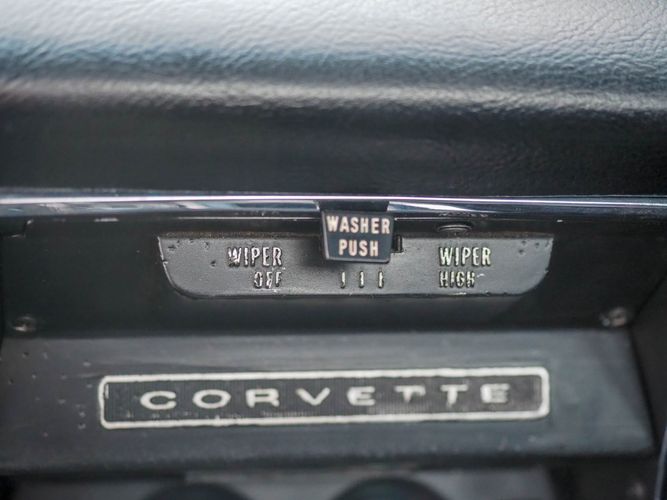 WASHER
PUSH
WIPER
OFF
WIPER
HIGH
CORVETTE